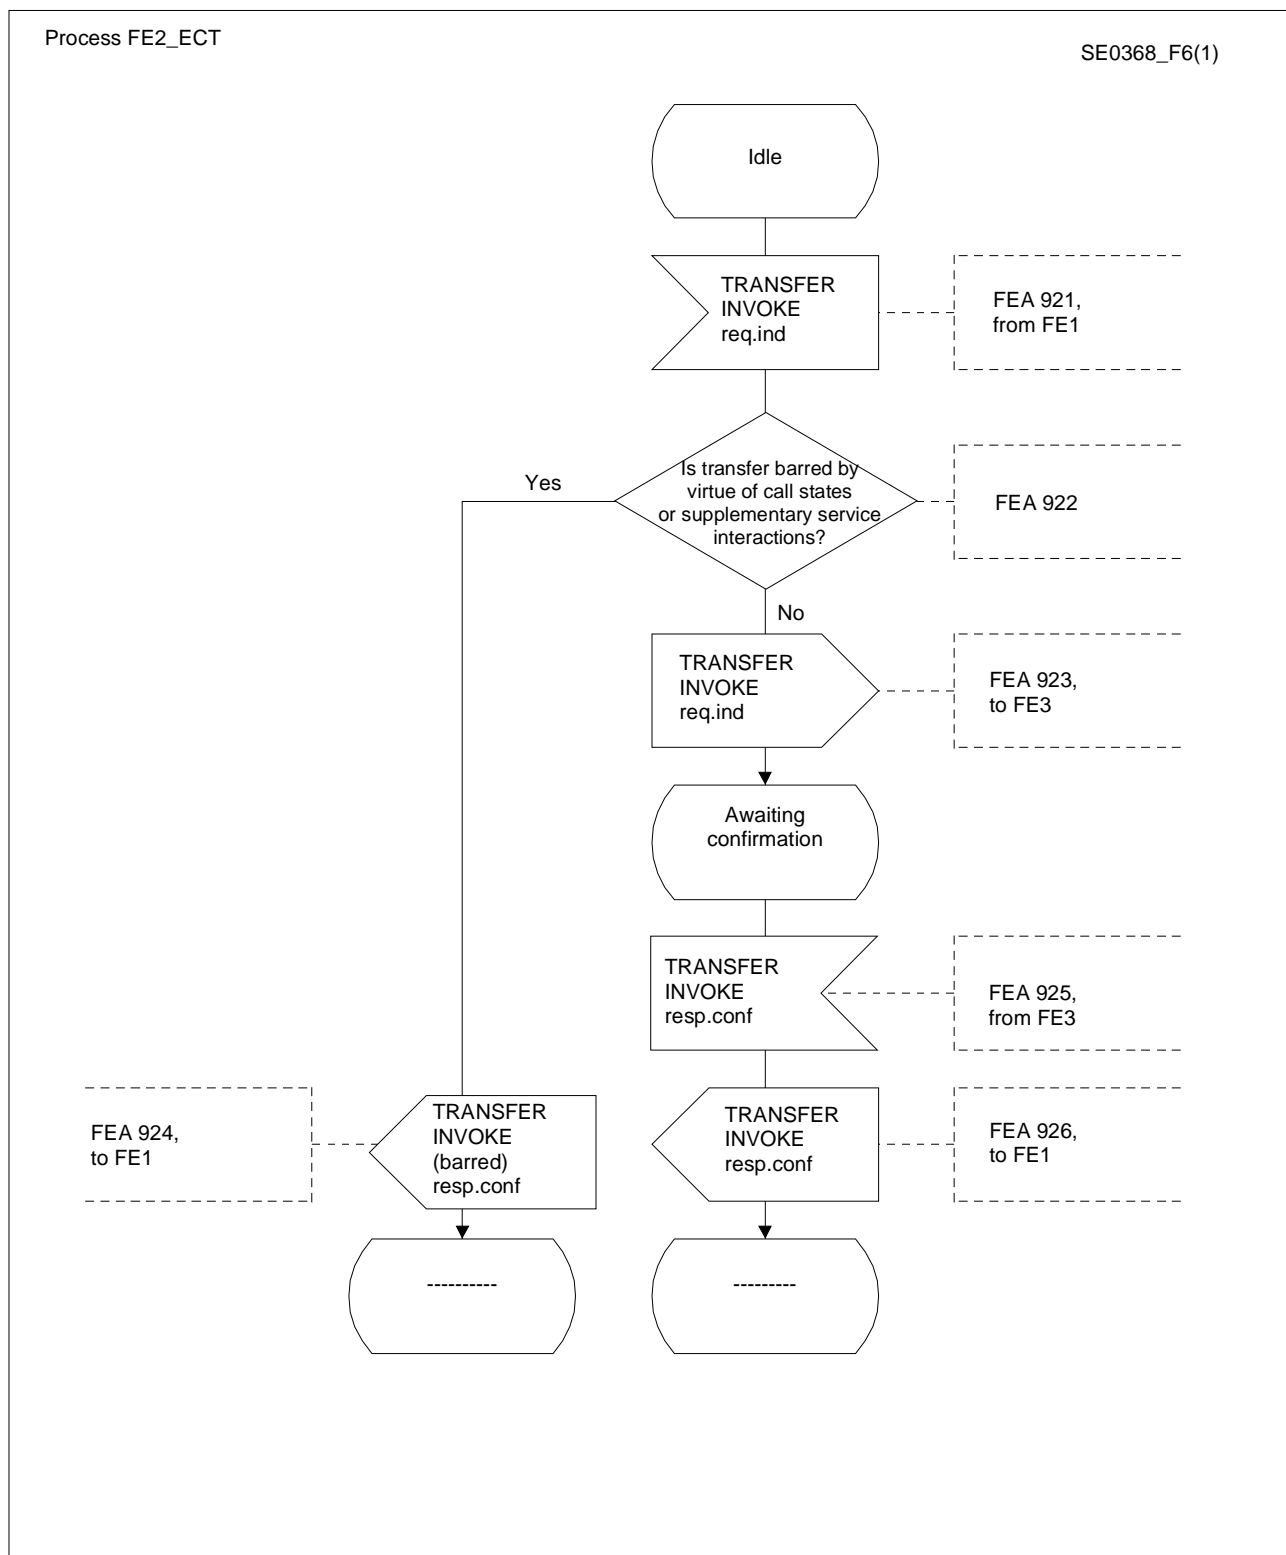 Process FE2_ECT
SE0368_F6(1)
Idle
TRANSFER
INVOKE
req.ind
FEA 921,
from FE1
Is transfer barred by
virtue of call states
or supplementary service
interactions?
Yes
FEA 922
No
TRANSFER
INVOKE
req.ind
FEA 923,
to FE3
Awaiting
confirmation
TRANSFER
INVOKE
resp.conf
FEA 925,
from FE3
FEA 924,
to FE1
TRANSFER
INVOKE
(barred)
resp.conf
TRANSFER
INVOKE
resp.conf
FEA 926,
to FE1
----------
---------